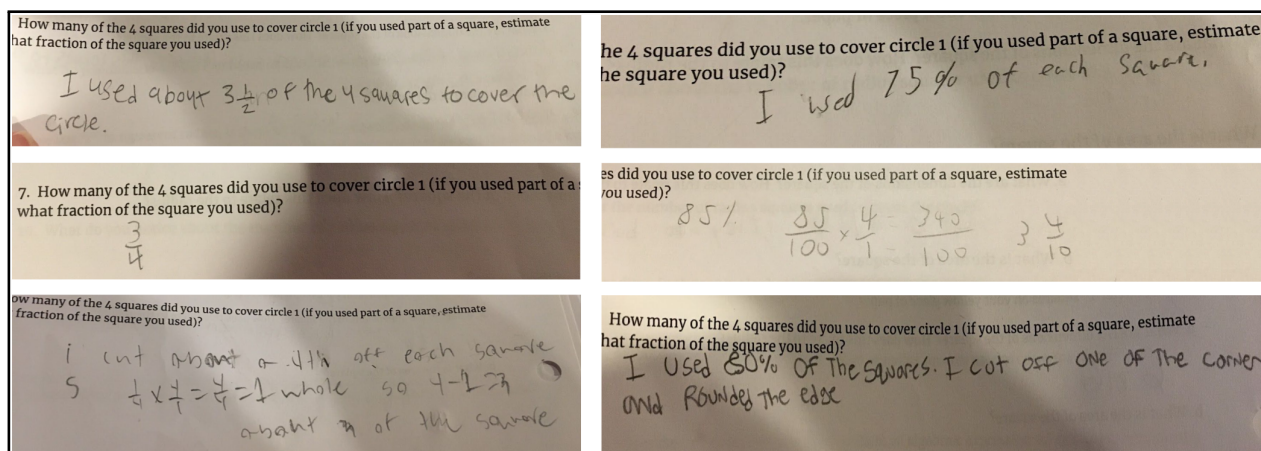 How many of the 4 squares did you use to cover circle 1 (if you used part of a square, estimate
hat fraction of the square you used)?
I used about 3 1/2 of the 4 squares to cover the
circle.
he 4 squares did you use to cover circle 1 (if you used part of a square, estimate
he square you used)?
I used 75% of each square.
7. How many of the 4 squares did you use to cover circle 1 (if you used part of a
what fraction of the square you used)?
3/4
es did you use to cover circle 1 (if you used part of a square, estimate
you used)?
85% 85/100 × 4/1 = 340/100 3 4/10
ow many of the 4 squares did you use to cover circle 1 (if you used part of a square, estimate
fraction of the square you used)?
i cut about a 4th off each square
S 1/4 × 4/1 = 4/4 = 1 whole so 4-1=3
about 3 of the square
How many of the 4 squares did you use to cover circle 1 (if you used part of a square, estimate
hat fraction of the square you used)?
I used 80% of The squares. I cut off one of The corner
and Rounded The edge